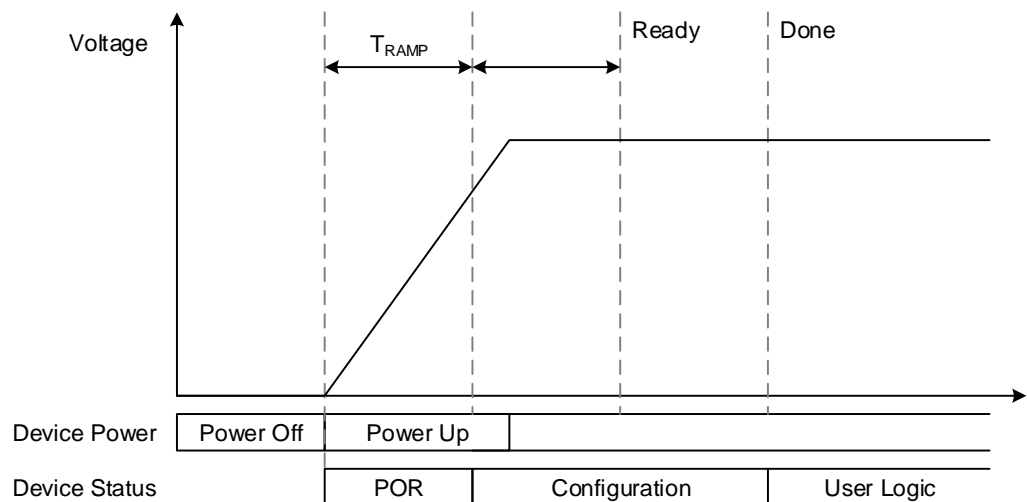 Voltage
T_RAMP
Ready
Done
Device Power Power Off Power Up
Device Status POR Configuration User Logic